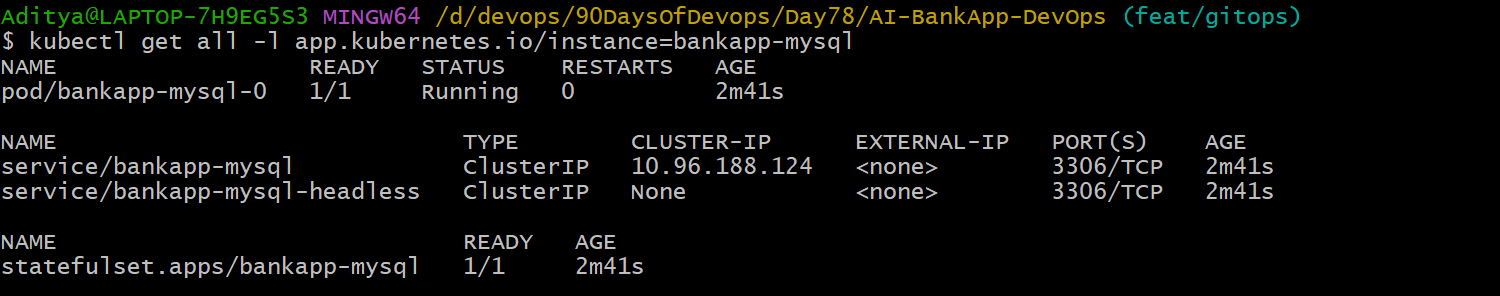 Aditya@LAPTOP-7H9EG5S3 MINGW64 /d/devops/90DaysOfDevops/Day78/AI-BankApp-DevOps (feat/gitops)
$ kubectl get all -l app.kubernetes.io/instance=bankapp-mysql
NAME                  READY   STATUS    RESTARTS   AGE
pod/bankapp-mysql-0   1/1     Running   0          2m41s

NAME                             TYPE        CLUSTER-IP      EXTERNAL-IP   PORT(S)    AGE
service/bankapp-mysql            ClusterIP   10.96.188.124   <none>        3306/TCP   2m41s
service/bankapp-mysql-headless   ClusterIP   None            <none>        3306/TCP   2m41s

NAME                             READY   AGE
statefulset.apps/bankapp-mysql   1/1     2m41s